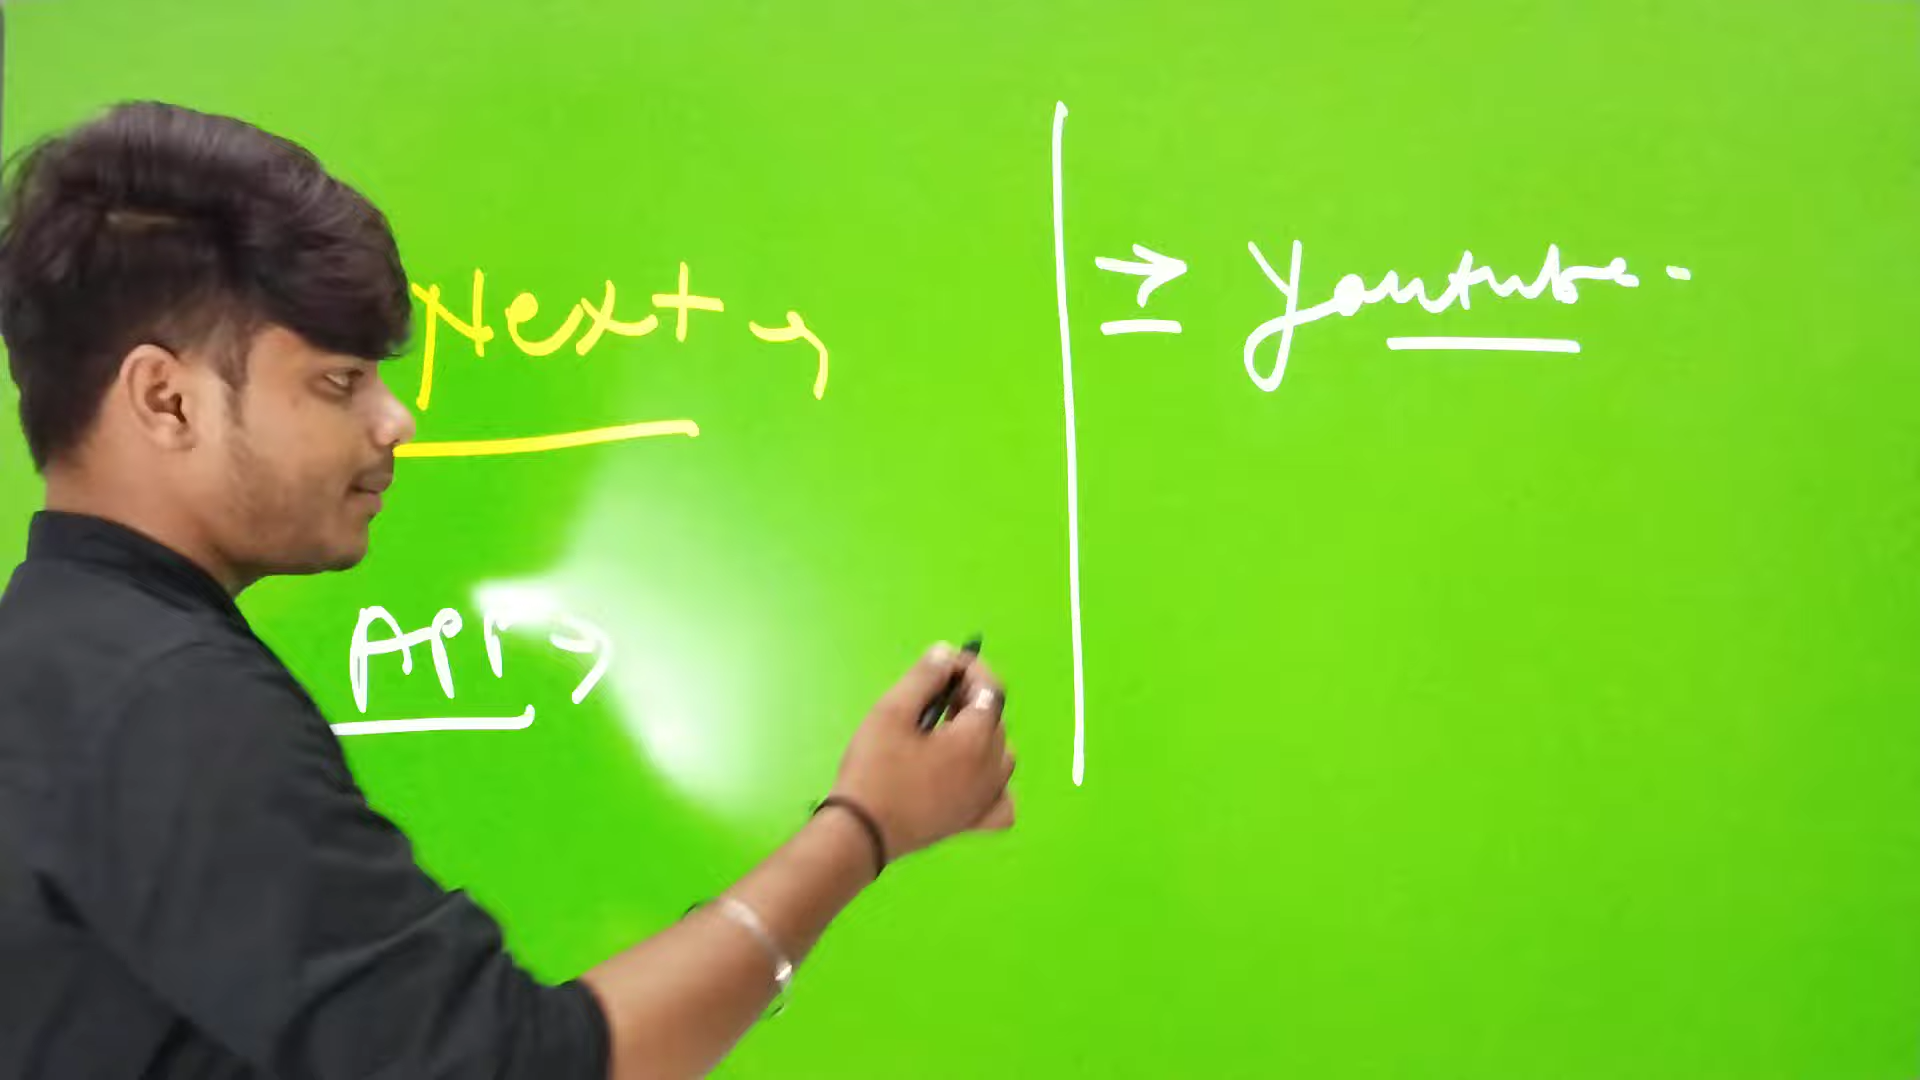 Next →
API →
→ Youtube -